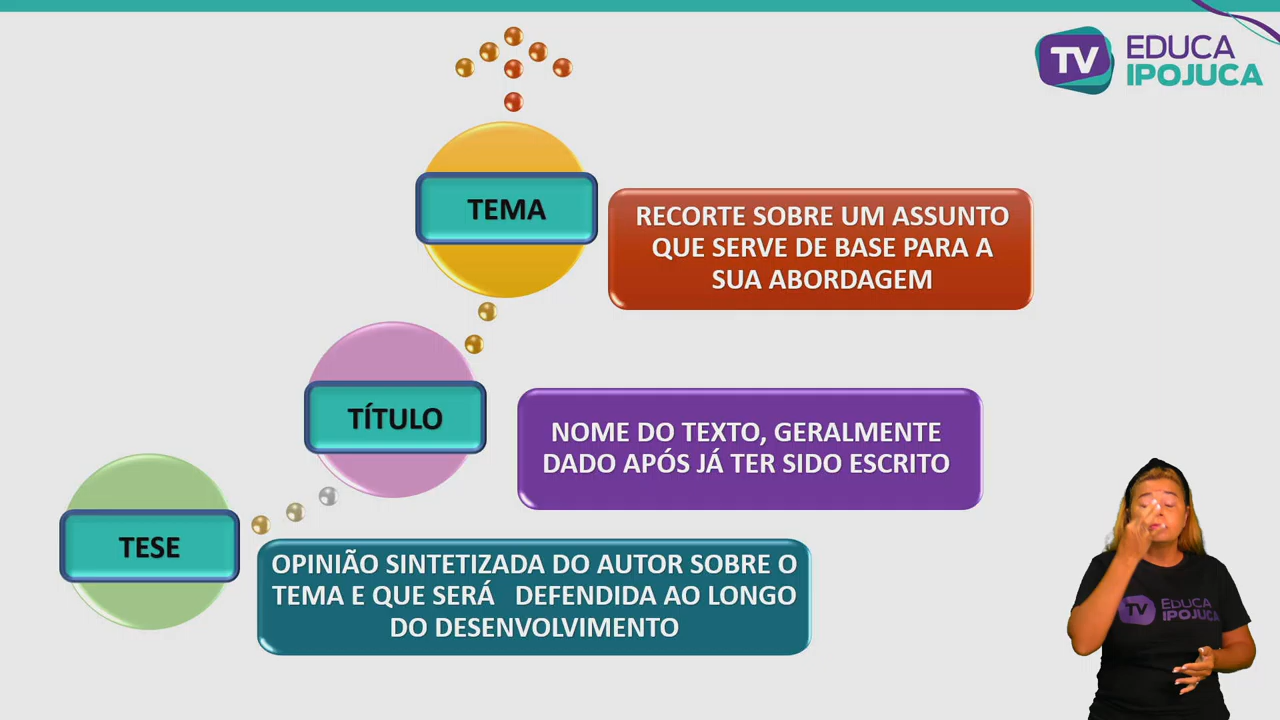 TV EDUCA
IPOJUCA
TEMA
RECORTE SOBRE UM ASSUNTO
QUE SERVE DE BASE PARA A
SUA ABORDAGEM
TÍTULO
NOME DO TEXTO, GERALMENTE
DADO APÓS JÁ TER SIDO ESCRITO
TESE
OPINIÃO SINTETIZADA DO AUTOR SOBRE O
TEMA E QUE SERÁ DEFENDIDA AO LONGO
DO DESENVOLVIMENTO
TV EDUCA
IPOJUCA